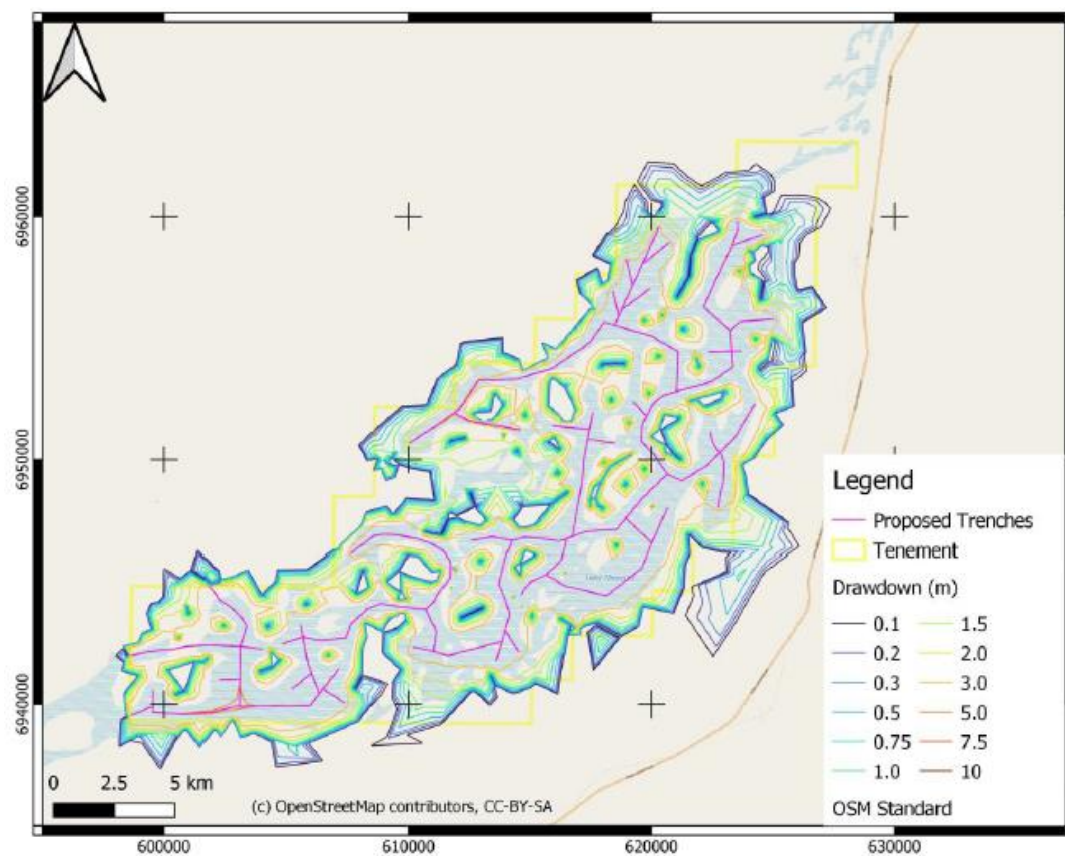 6960000
6950000
6940000
Legend
Proposed Trenches
Tenement
Drawdown (m)
0.1 1.5
0.2 2.0
0.3 3.0
0.5 5.0
0.75 7.5
1.0 10
OSM Standard
0 2.5 5 km
(c) OpenStreetMap contributors, CC-BY-SA
600000 610000 620000 630000